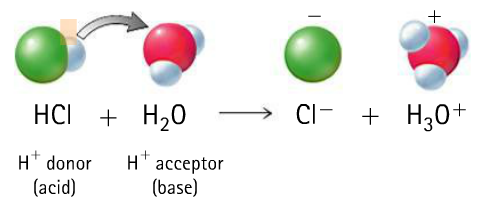 − +
HCl + H₂O ⟶ Cl− + H₃O+
H⁺ donor H⁺ acceptor
(acid) (base)